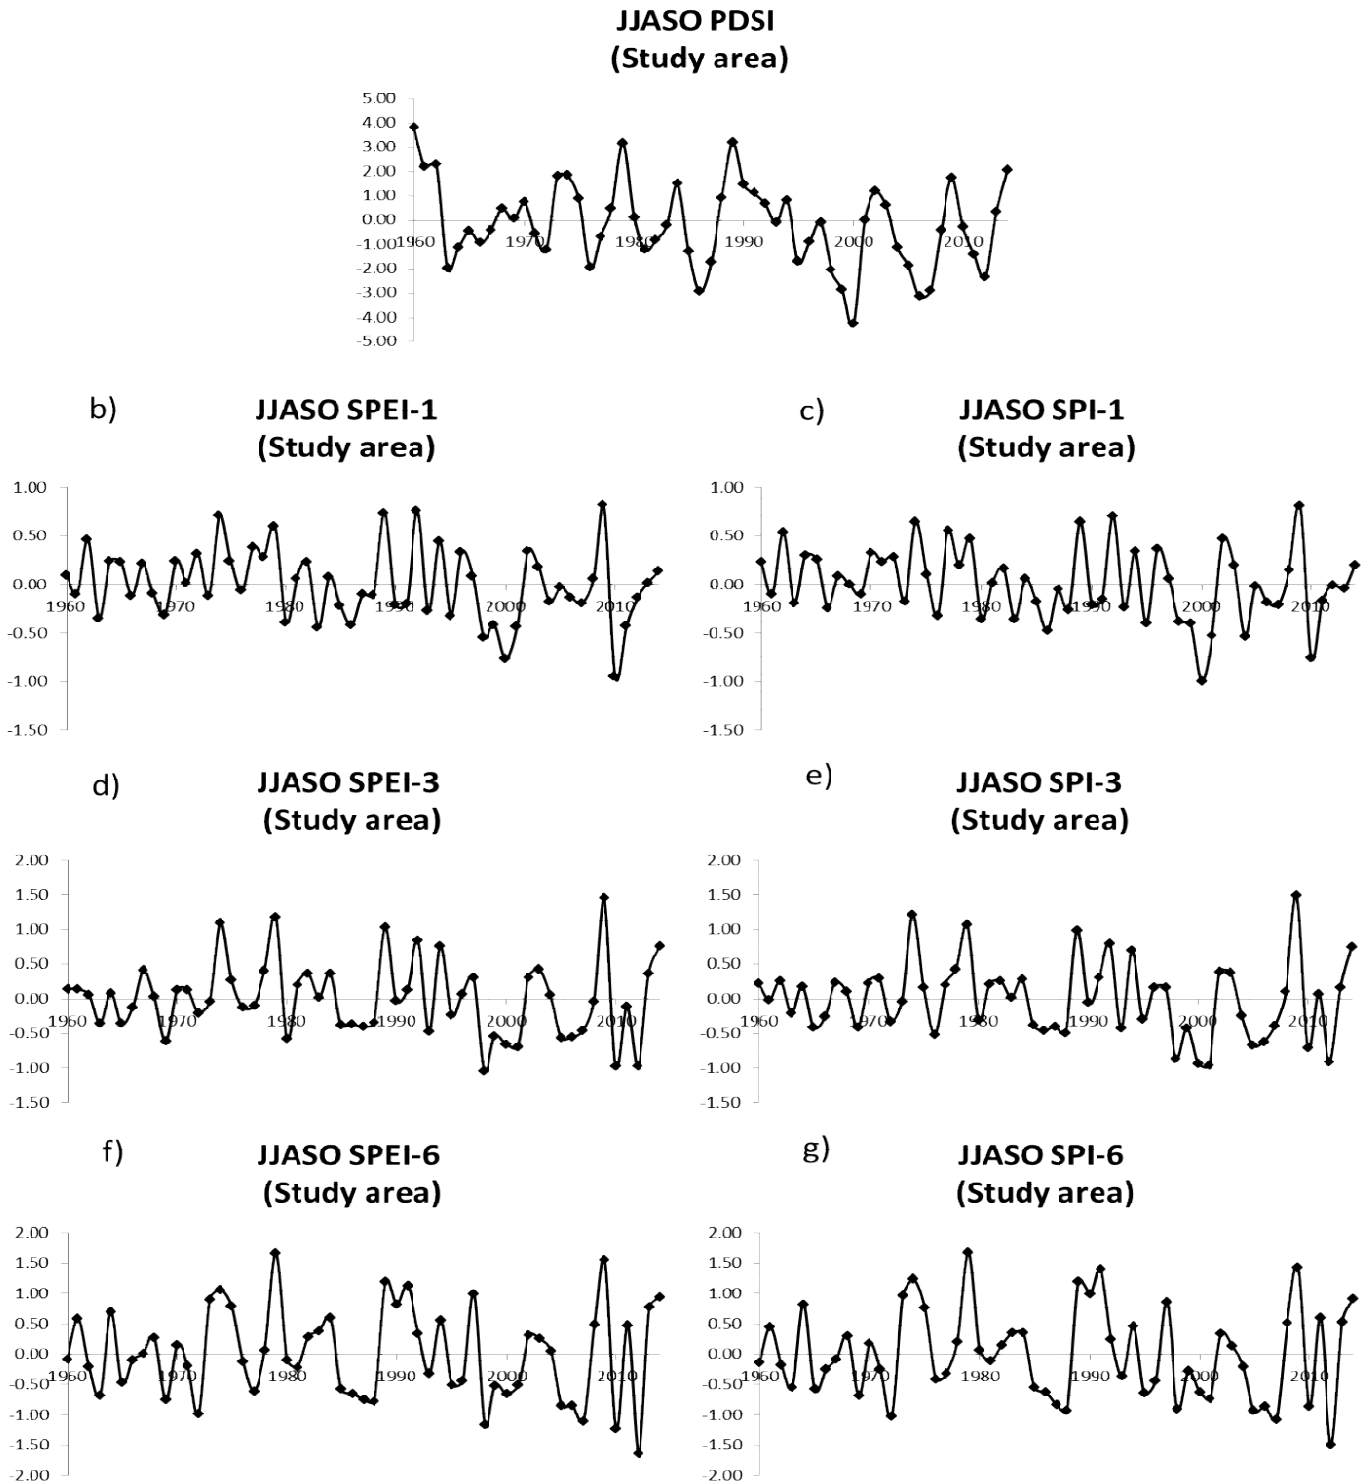 JJASO PDSI
(Study area)
5.00
4.00
3.00
2.00
1.00
0.00
-1.00
-2.00
-3.00
-4.00
-5.00
1960 1970 1980 1990 2000 2010
b) JJASO SPEI-1
(Study area)
1.00
0.50
0.00
-0.50
-1.00
-1.50
1960 1970 1980 1990 2000 2010
c) JJASO SPI-1
(Study area)
1.00
0.50
0.00
-0.50
-1.00
-1.50
1960 1970 1980 1990 2000 2010
d) JJASO SPEI-3
(Study area)
2.00
1.50
1.00
0.50
0.00
-0.50
-1.00
-1.50
1960 1970 1980 1990 2000 2010
e) JJASO SPI-3
(Study area)
2.00
1.50
1.00
0.50
0.00
-0.50
-1.00
-1.50
1960 1970 1980 1990 2000 2010
f) JJASO SPEI-6
(Study area)
2.00
1.50
1.00
0.50
0.00
-0.50
-1.00
-1.50
-2.00
1960 1970 1980 1990 2000 2010
g) JJASO SPI-6
(Study area)
2.00
1.50
1.00
0.50
0.00
-0.50
-1.00
-1.50
-2.00
1960 1970 1980 1990 2000 2010